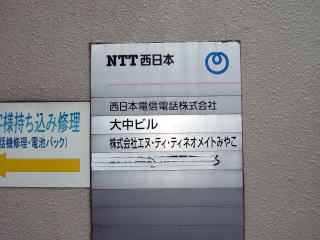 NTT西日本
西日本電信電話株式会社
大中ビル
株式会社エヌ・ティ・ティネオメイトみやこ
様持ち込み修理
話機修理・電池パック）